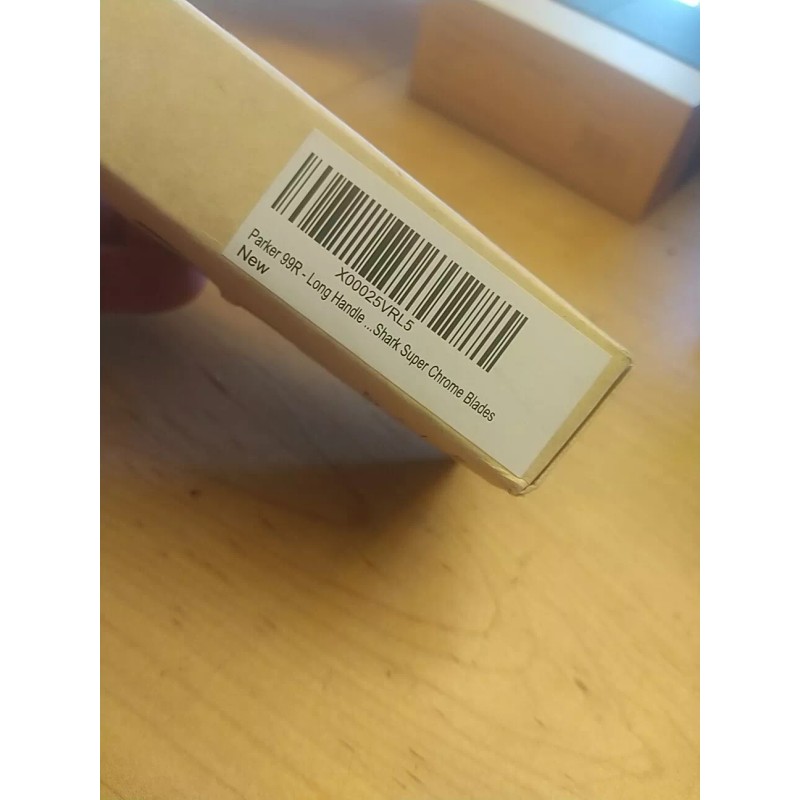 X00025VRL5
Parker 99R - Long Handle ...Shark Super Chrome Blades
New